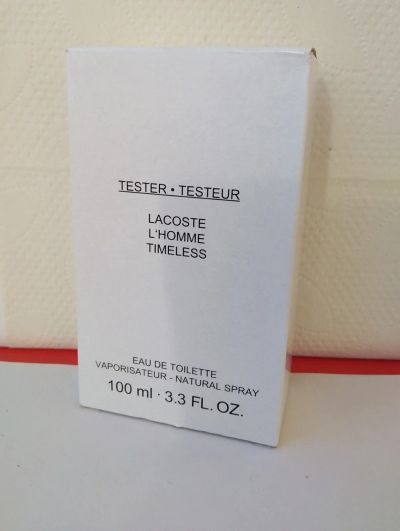 TESTER • TESTEUR
LACOSTE
L'HOMME
TIMELESS
EAU DE TOILETTE
VAPORISATEUR - NATURAL SPRAY
100 ml · 3.3 FL. OZ.